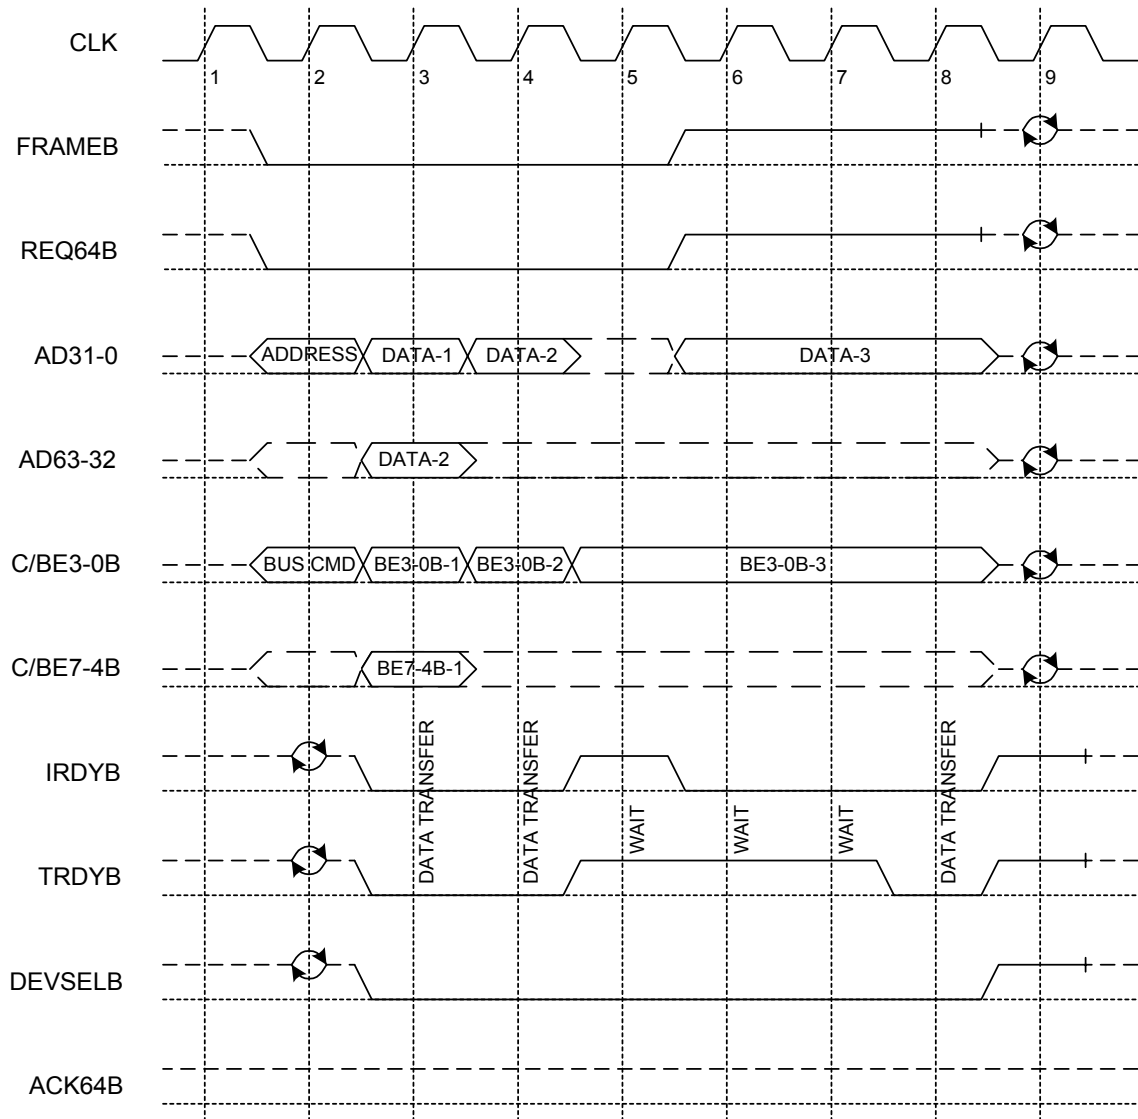 CLK
1 2 3 4 5 6 7 8 9
FRAMEB
REQ64B
AD31-0
ADDRESS DATA-1 DATA-2 DATA-3
AD63-32
DATA-2
C/BE3-0B
BUS CMD BE3-0B-1 BE3-0B-2 BE3-0B-3
C/BE7-4B
BE7-4B-1
IRDYB
DATA TRANSFER
DATA TRANSFER
WAIT
WAIT
WAIT
DATA TRANSFER
TRDYB
DEVSELB
ACK64B